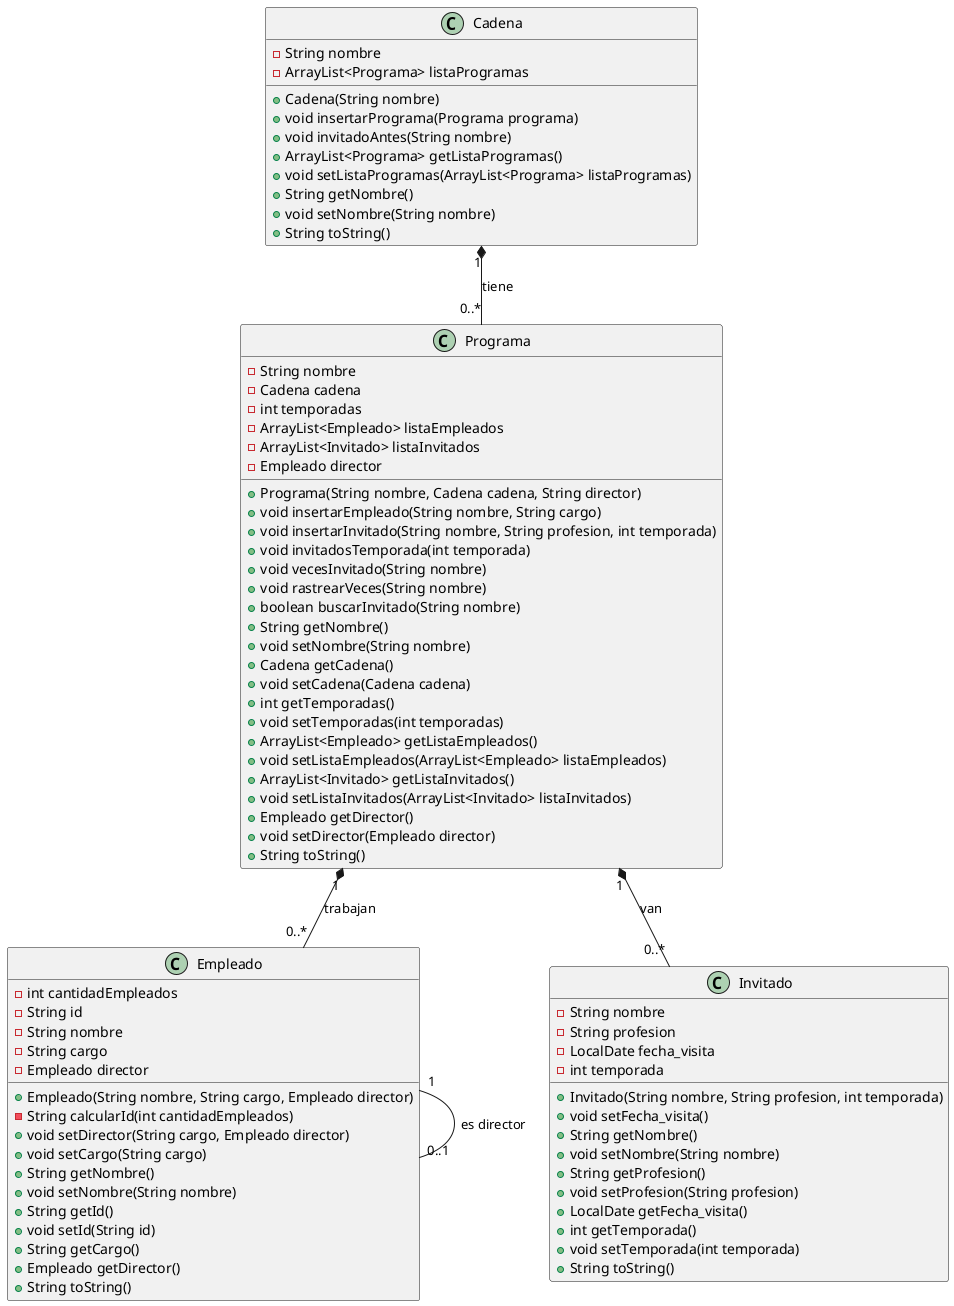 C Cadena
String nombre
ArrayList<Programa> listaProgramas
Cadena(String nombre)
void insertarPrograma(Programa programa)
void invitadoAntes(String nombre)
ArrayList<Programa> getListaProgramas()
void setListaProgramas(ArrayList<Programa> listaProgramas)
String getNombre()
void setNombre(String nombre)
String toString()
1
tiene
0..*
C Programa
String nombre
Cadena cadena
int temporadas
ArrayList<Empleado> listaEmpleados
ArrayList<Invitado> listaInvitados
Empleado director
Programa(String nombre, Cadena cadena, String director)
void insertarEmpleado(String nombre, String cargo)
void insertarInvitado(String nombre, String profesion, int temporada)
void invitadosTemporada(int temporada)
void vecesInvitado(String nombre)
void rastrearVeces(String nombre)
boolean buscarInvitado(String nombre)
String getNombre()
void setNombre(String nombre)
Cadena getCadena()
void setCadena(Cadena cadena)
int getTemporadas()
void setTemporadas(int temporadas)
ArrayList<Empleado> getListaEmpleados()
void setListaEmpleados(ArrayList<Empleado> listaEmpleados)
ArrayList<Invitado> getListaInvitados()
void setListaInvitados(ArrayList<Invitado> listaInvitados)
Empleado getDirector()
void setDirector(Empleado director)
String toString()
1
trabajan
0..*
1
van
0..*
C Empleado
int cantidadEmpleados
String id
String nombre
String cargo
Empleado director
Empleado(String nombre, String cargo, Empleado director)
String calcularId(int cantidadEmpleados)
void setDirector(String cargo, Empleado director)
void setCargo(String cargo)
String getNombre()
void setNombre(String nombre)
String getId()
void setId(String id)
String getCargo()
Empleado getDirector()
String toString()
1
es director
0..1
C Invitado
String nombre
String profesion
LocalDate fecha_visita
int temporada
Invitado(String nombre, String profesion, int temporada)
void setFecha_visita()
String getNombre()
void setNombre(String nombre)
String getProfesion()
void setProfesion(String profesion)
LocalDate getFecha_visita()
int getTemporada()
void setTemporada(int temporada)
String toString()